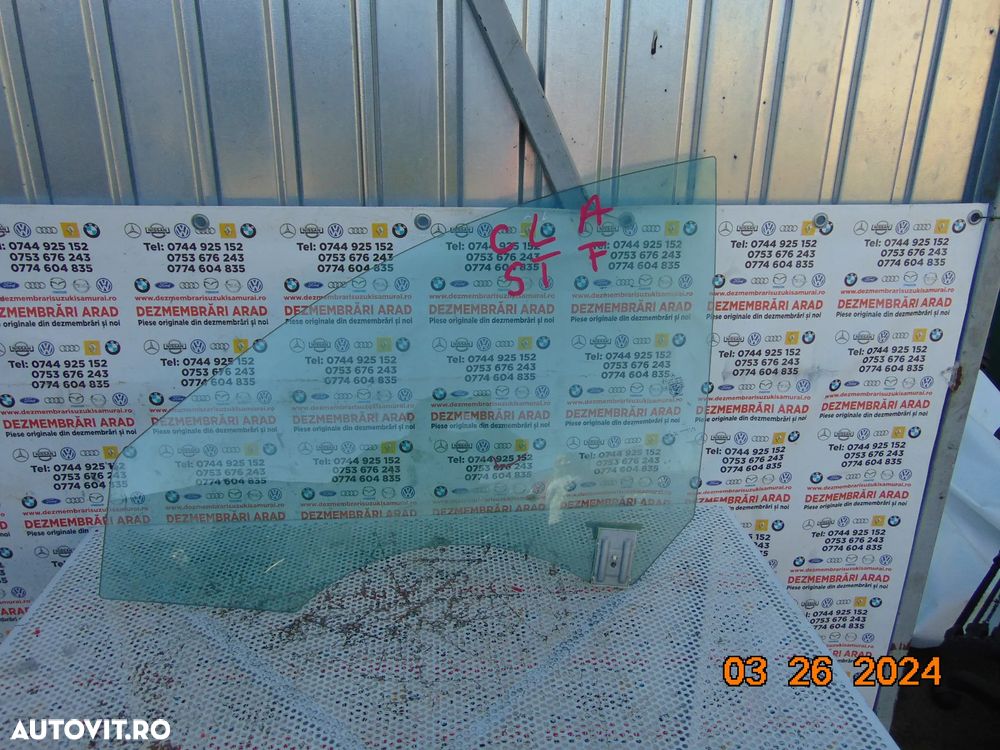 C L A
S T F
Tel: 0744 925 152
0753 676 243
0774 604 835
www.dezmembrarisuzukisamurai.ro
DEZMEMBRĂRI ARAD
Piese originale din dezmembrări și noi
03 26 2024
AUTOVIT.RO